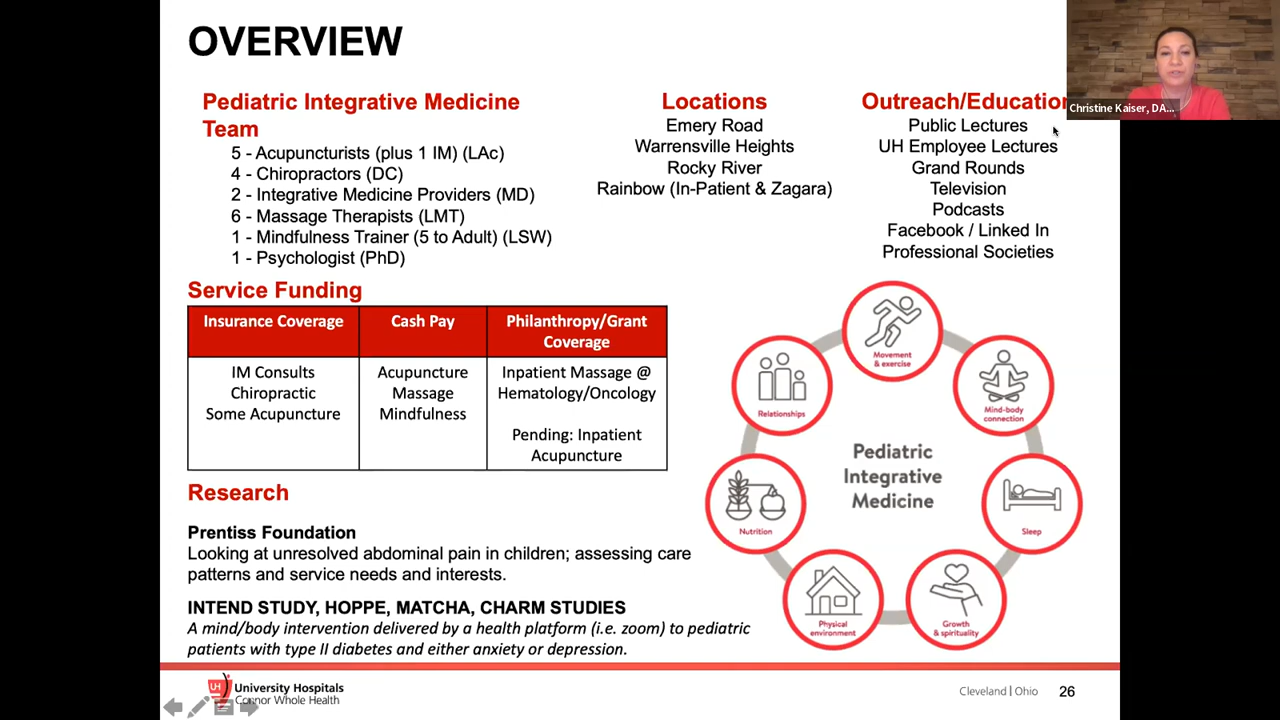 OVERVIEW
Christine Kaiser, DA...
Pediatric Integrative Medicine
Team
5 - Acupuncturists (plus 1 IM) (LAc)
4 - Chiropractors (DC)
2 - Integrative Medicine Providers (MD)
6 - Massage Therapists (LMT)
1 - Mindfulness Trainer (5 to Adult) (LSW)
1 - Psychologist (PhD)
Locations
Emery Road
Warrensville Heights
Rocky River
Rainbow (In-Patient & Zagara)
Outreach/Education
Public Lectures
UH Employee Lectures
Grand Rounds
Television
Podcasts
Facebook / Linked In
Professional Societies
Service Funding
Insurance Coverage
Cash Pay
Philanthropy/Grant
Coverage
IM Consults
Chiropractic
Some Acupuncture
Acupuncture
Massage
Mindfulness
Inpatient Massage @
Hematology/Oncology
Pending: Inpatient
Acupuncture
Research
Prentiss Foundation
Looking at unresolved abdominal pain in children; assessing care
patterns and service needs and interests.
INTEND STUDY, HOPPE, MATCHA, CHARM STUDIES
A mind/body intervention delivered by a health platform (i.e. zoom) to pediatric
patients with type II diabetes and either anxiety or depression.
Movement
& exercise
Mind-body
connection
Sleep
Growth
& spirituality
Physical
environment
Nutrition
Relationships
Pediatric
Integrative
Medicine
UH
University Hospitals
Connor Whole Health
Cleveland | Ohio
26